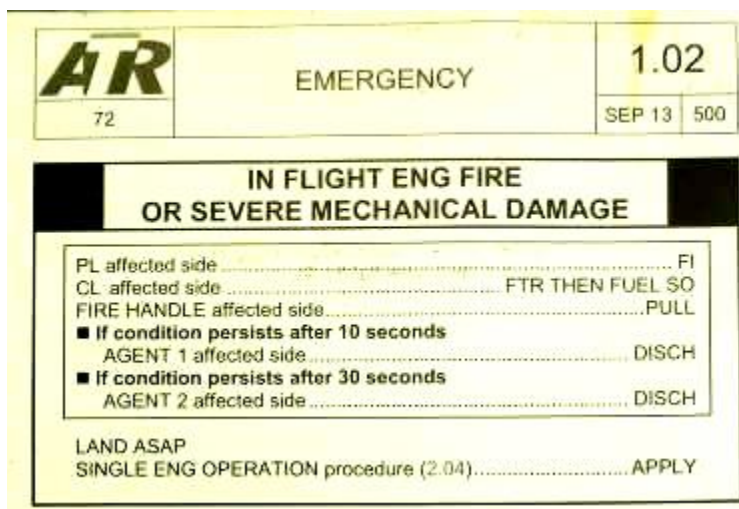 ATR
72
EMERGENCY
1.02
SEP 13 500
IN FLIGHT ENG FIRE
OR SEVERE MECHANICAL DAMAGE
PL affected side ........ FI
CL affected side ........ FTR THEN FUEL SO
FIRE HANDLE affected side ........ PULL
■ If condition persists after 10 seconds
AGENT 1 affected side ........ DISCH
■ If condition persists after 30 seconds
AGENT 2 affected side ........ DISCH
LAND ASAP
SINGLE ENG OPERATION procedure (2.04) ........ APPLY